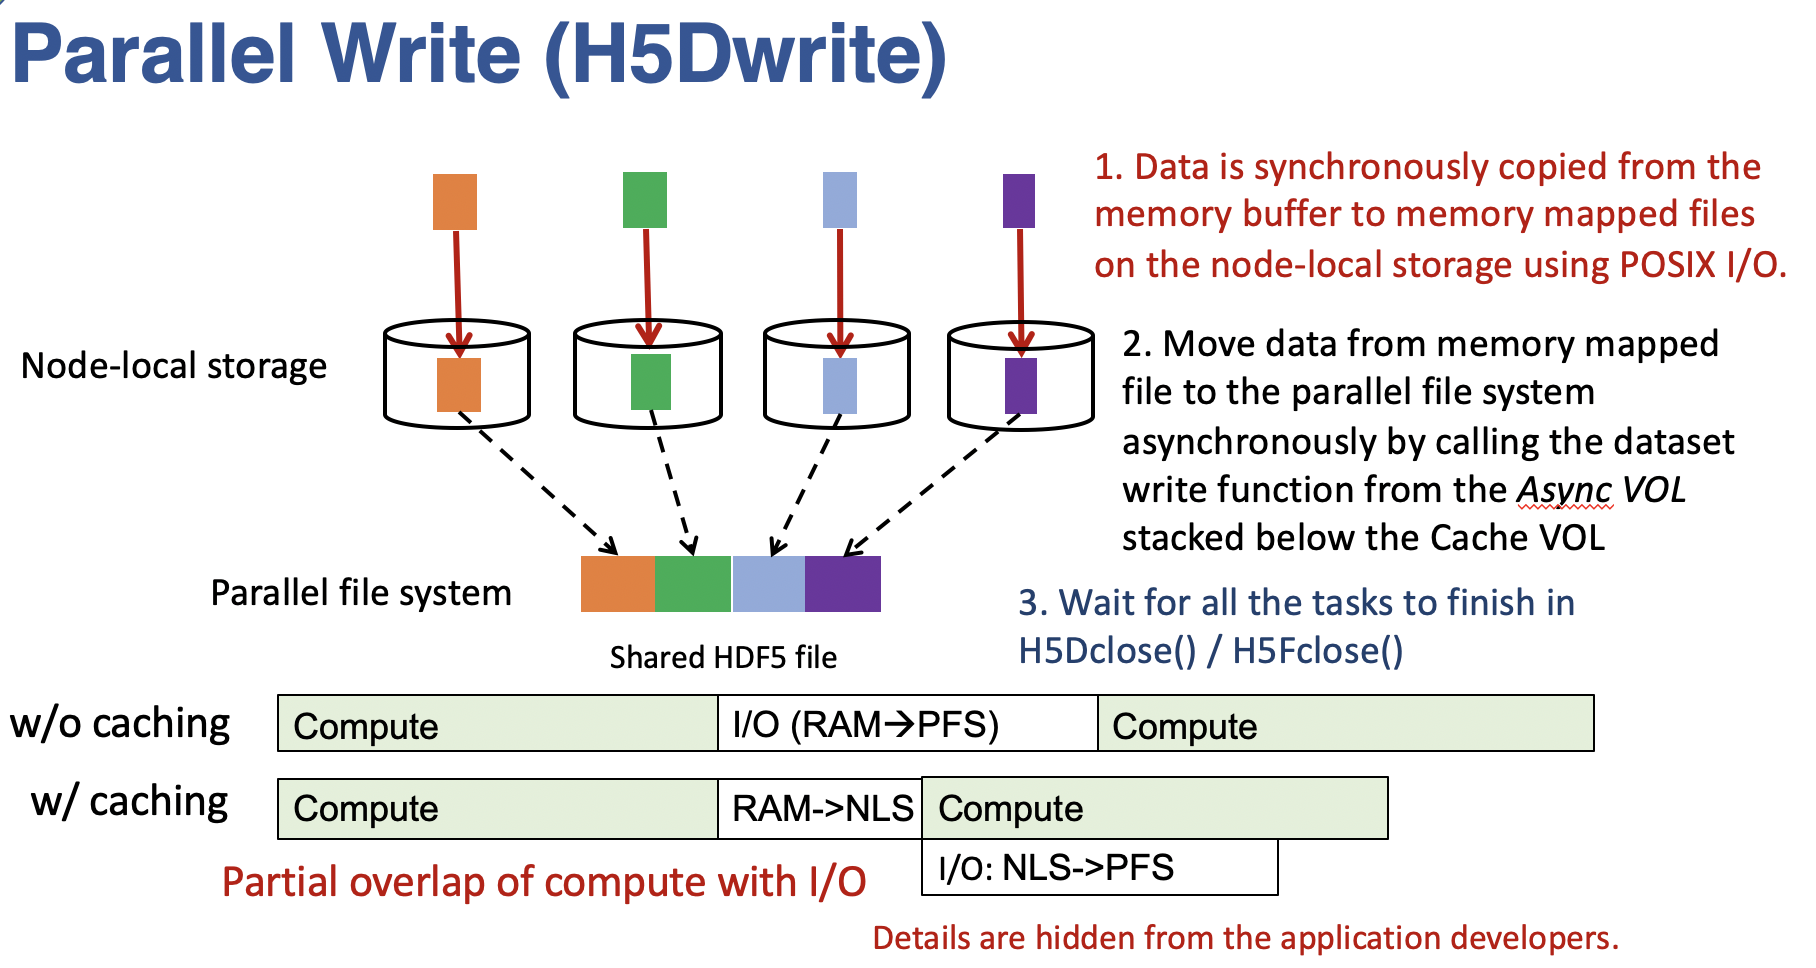 Parallel Write (H5Dwrite)
1. Data is synchronously copied from the
memory buffer to memory mapped files
on the node-local storage using POSIX I/O.
Node-local storage
2. Move data from memory mapped
file to the parallel file system
asynchronously by calling the dataset
write function from the Async VOL
stacked below the Cache VOL
Parallel file system
Shared HDF5 file
3. Wait for all the tasks to finish in
H5Dclose() / H5Fclose()
w/o caching
Compute
I/O (RAM→PFS)
Compute
w/ caching
Compute
RAM->NLS
Compute
I/O: NLS->PFS
Partial overlap of compute with I/O
Details are hidden from the application developers.